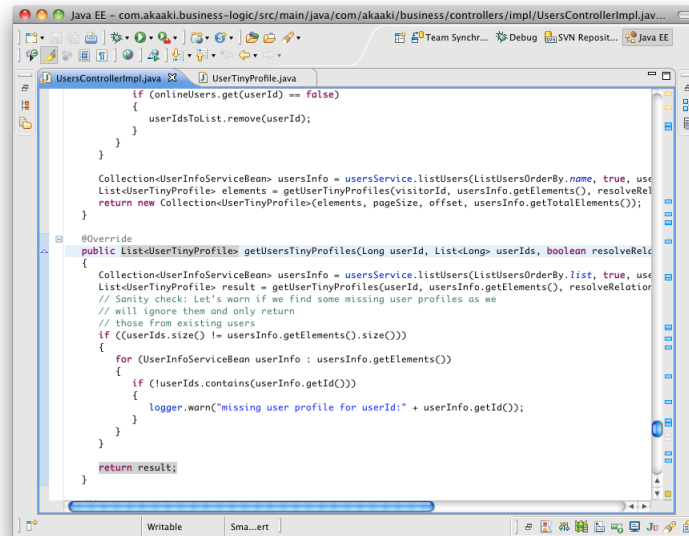 Java EE - com.akaaki.business-logic/src/main/java/com/akaaki/business/controllers/impl/UsersControllerImpl.jav...
Team Synchr... Debug SVN Reposit... Java EE
UsersControllerImpl.java UserTinyProfile.java
if (onlineUsers.get(userId) == false)
{
userIdsToList.remove(userId);
}
}
}
Collection<UserInfoServiceBean> usersInfo = usersService.listUsers(ListUsersOrderBy.name, true, use
List<UserTinyProfile> elements = getUserTinyProfiles(visitorId, usersInfo.getElements(), resolveRel
return new Collection<UserTinyProfile>(elements, pageSize, offset, usersInfo.getTotalElements());
}
@Override
public List<UserTinyProfile> getUsersTinyProfiles(Long userId, List<Long> userIds, boolean resolveRelc
{
Collection<UserInfoServiceBean> usersInfo = usersService.listUsers(ListUsersOrderBy.list, true, use
List<UserTinyProfile> result = getUserTinyProfiles(userId, usersInfo.getElements(), resolveRelation
// Sanity check: Let's warn if we find some missing user profiles as we
// will ignore them and only return
// those from existing users
if ((userIds.size() != usersInfo.getElements().size()))
{
for (UserInfoServiceBean userInfo : usersInfo.getElements())
{
if (!userIds.contains(userInfo.getId()))
{
logger.warn("missing user profile for userId:" + userInfo.getId());
}
}
}
return result;
}
Writable Sma...ert